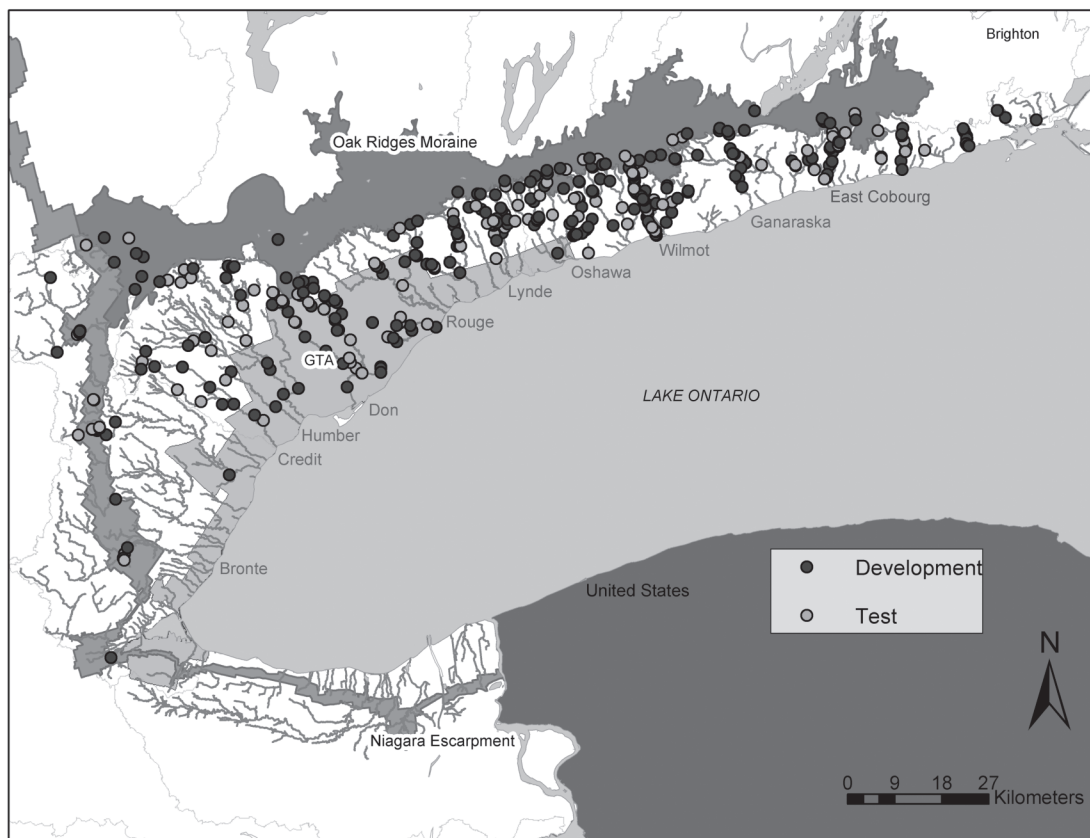 Brighton
Oak Ridges Moraine
East Cobourg
Ganaraska
Wilmot
Oshawa
Lynde
Rouge
GTA
LAKE ONTARIO
Don
Humber
Credit
Bronte
Development
United States
Test
N
Niagara Escarpment
0 9 18 27
Kilometers